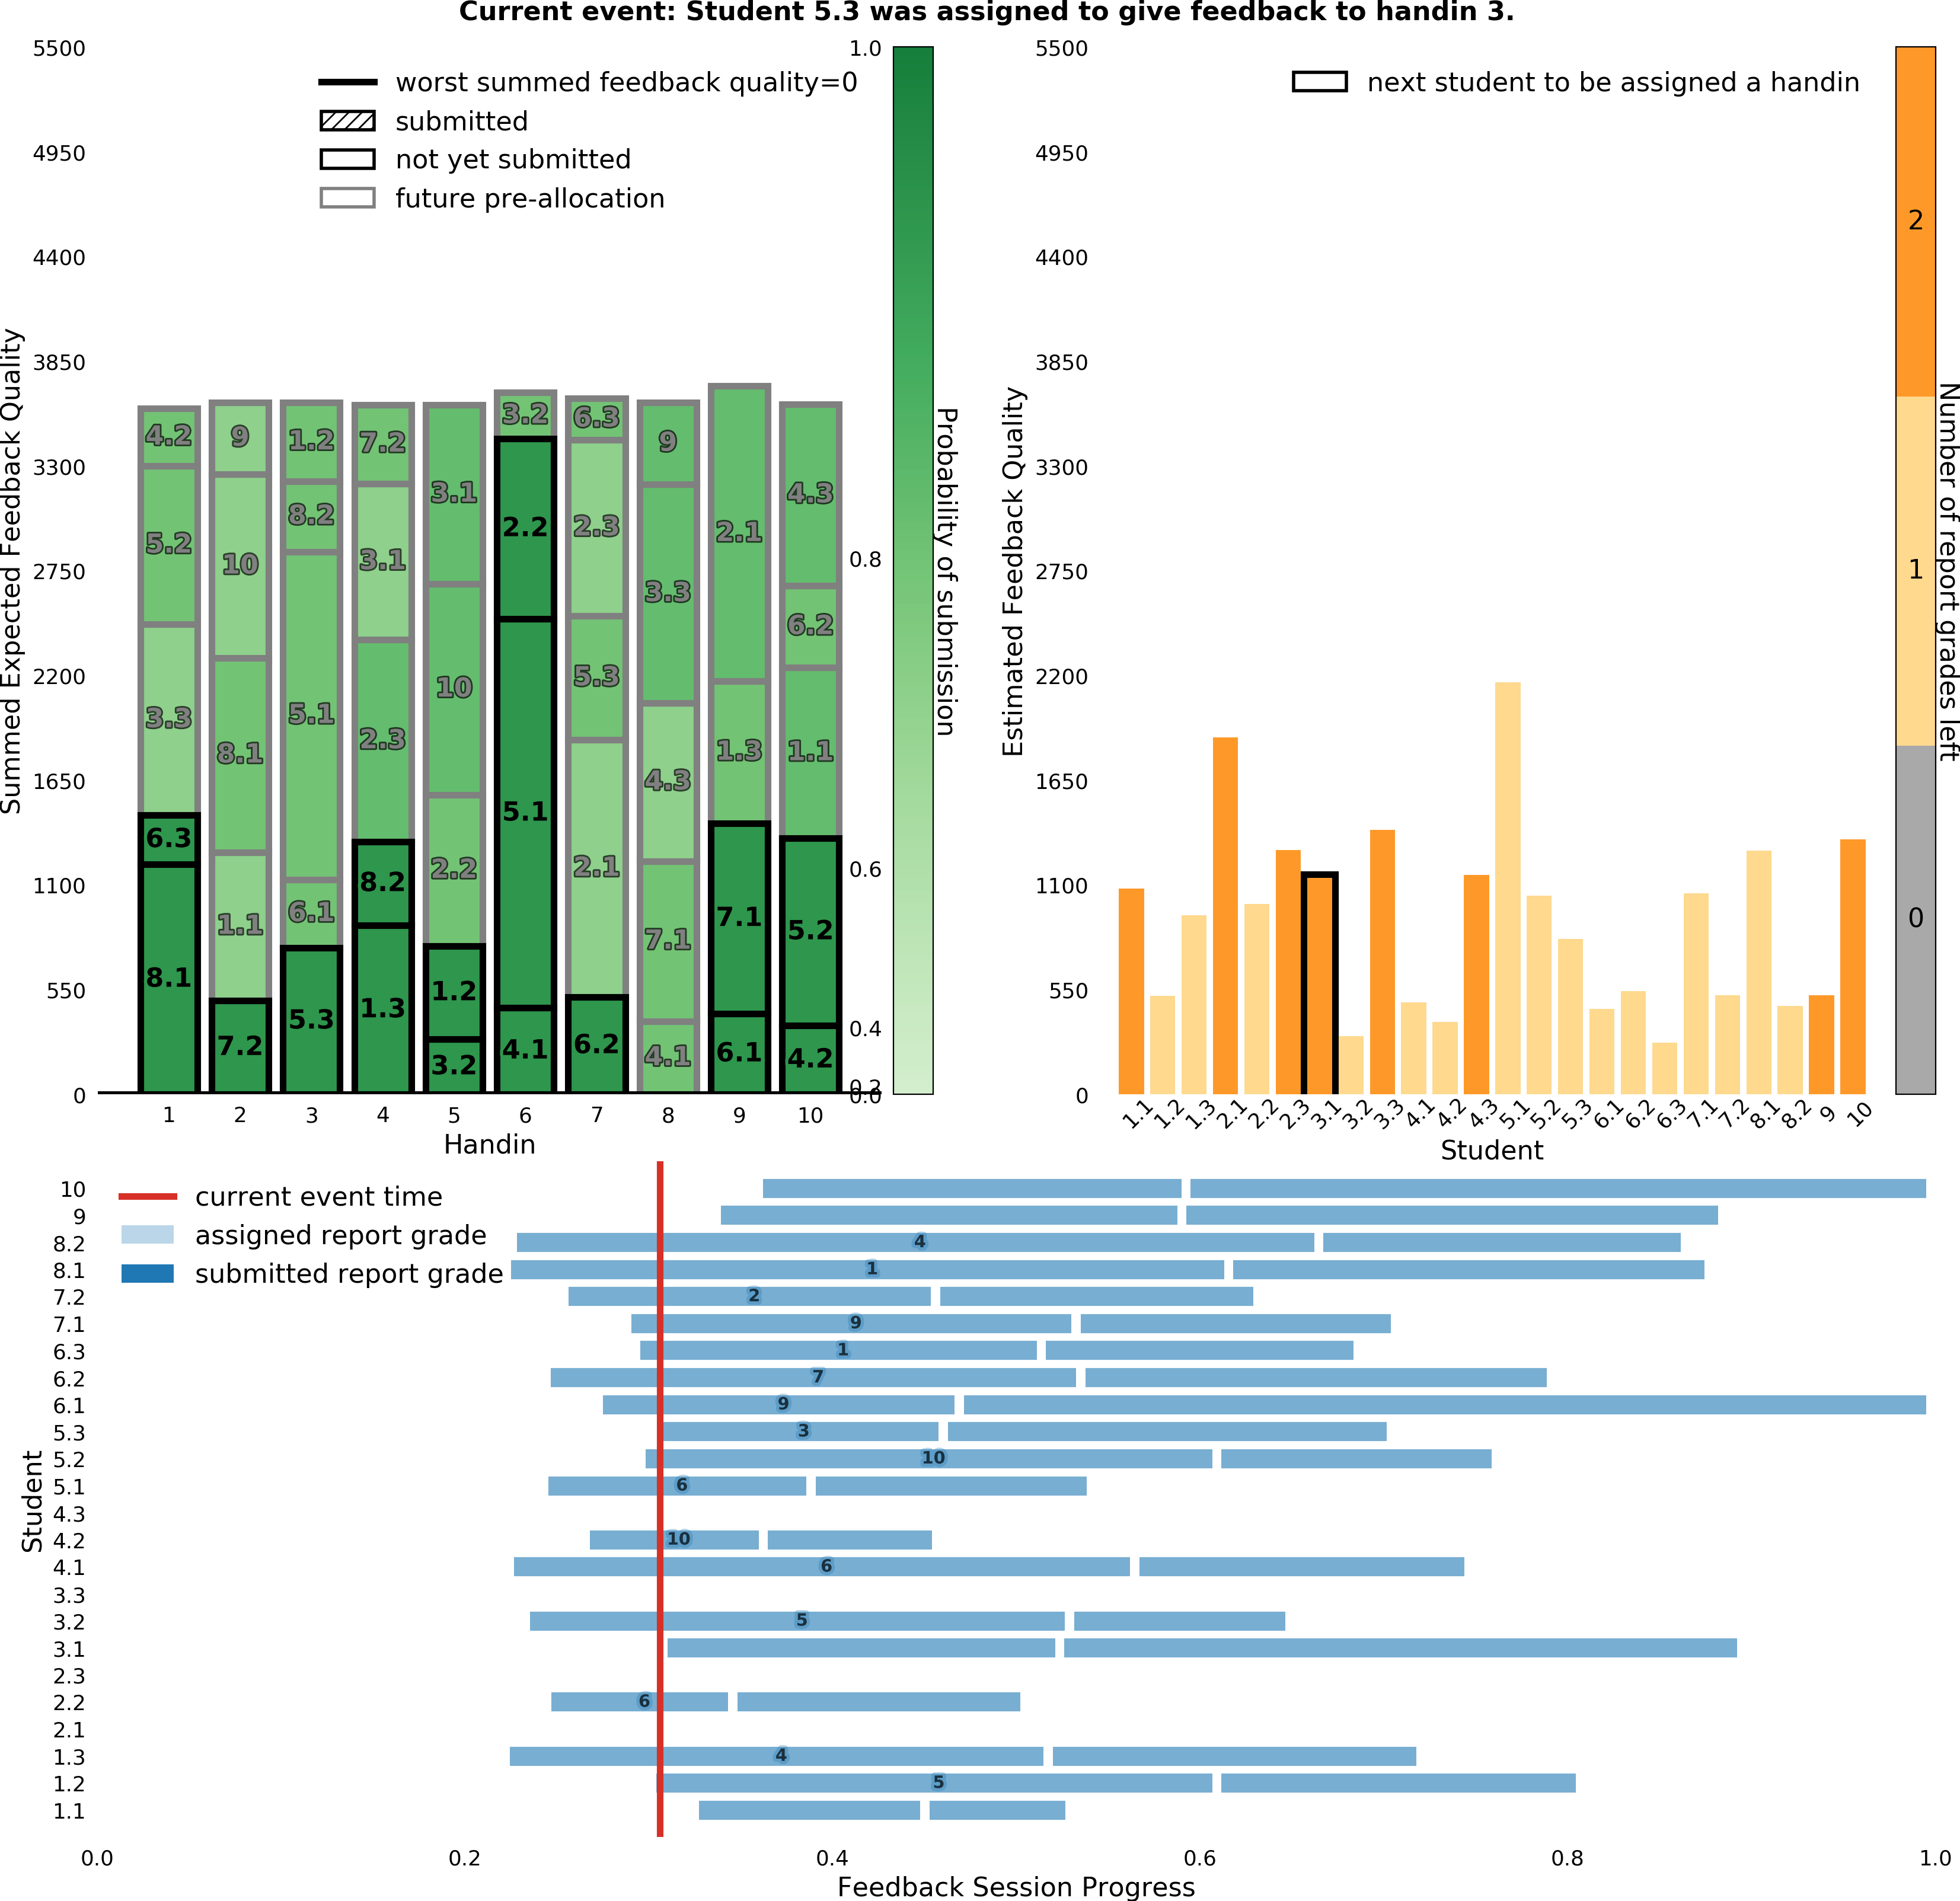 Current event: Student 5.3 was assigned to give feedback to handin 3.
5500
4950
4400
3850
3300
2750
2200
1650
1100
550
0
Summed Expected Feedback Quality
worst summed feedback quality=0
submitted
not yet submitted
future pre-allocation
4.2 9 1.2 7.2 3.1 3.2 6.3 9 2.1 4.3
5.2 10 8.2 3.1 10 2.2 2.3 3.3 1.3 6.2
3.3 8.1 5.1 2.3 2.2 5.1 5.3 4.3 7.1 1.1
6.3 1.1 6.1 8.2 1.2 4.1 2.1 7.1 6.1 5.2
8.1 7.2 5.3 1.3 3.2 6.2 4.1 4.2
1 2 3 4 5 6 7 8 9 10
Handin
1.0
0.8
0.6
0.4
0.2
0.0
Probability of submission
5500
4950
4400
3850
3300
2750
2200
1650
1100
550
0
Estimated Feedback Quality
next student to be assigned a handin
1.1 1.2 1.3 2.1 2.2 2.3 3.1 3.2 3.3 4.1 4.2 4.3 5.1 5.2 5.3 6.1 6.2 6.3 7.1 7.2 8.1 8.2 9 10
Student
2
1
0
Number of report grades left
current event time
assigned report grade
submitted report grade
Student
10
9
8.2 4
8.1 1
7.2 2
7.1 9
6.3 1
6.2 7
6.1 9
5.3 3
5.2 10
5.1 6
4.3
4.2 10
4.1 6
3.3
3.2 5
3.1
2.3
2.2 6
2.1
1.3 4
1.2 5
1.1
0.0 0.2 0.4 0.6 0.8 1.0
Feedback Session Progress